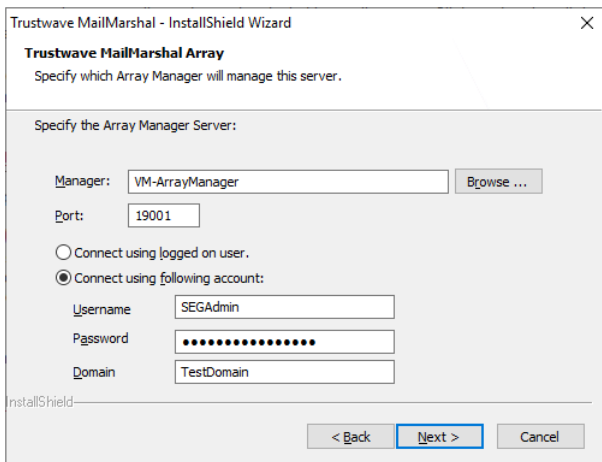 Trustwave MailMarshal - InstallShield Wizard
Trustwave MailMarshal Array
Specify which Array Manager will manage this server.
Specify the Array Manager Server:
Manager: VM-ArrayManager Browse ...
Port: 19001
Connect using logged on user.
Connect using following account:
Username SEGAdmin
Password ●●●●●●●●●●●●●●●●
Domain TestDomain
InstallShield
< Back Next > Cancel